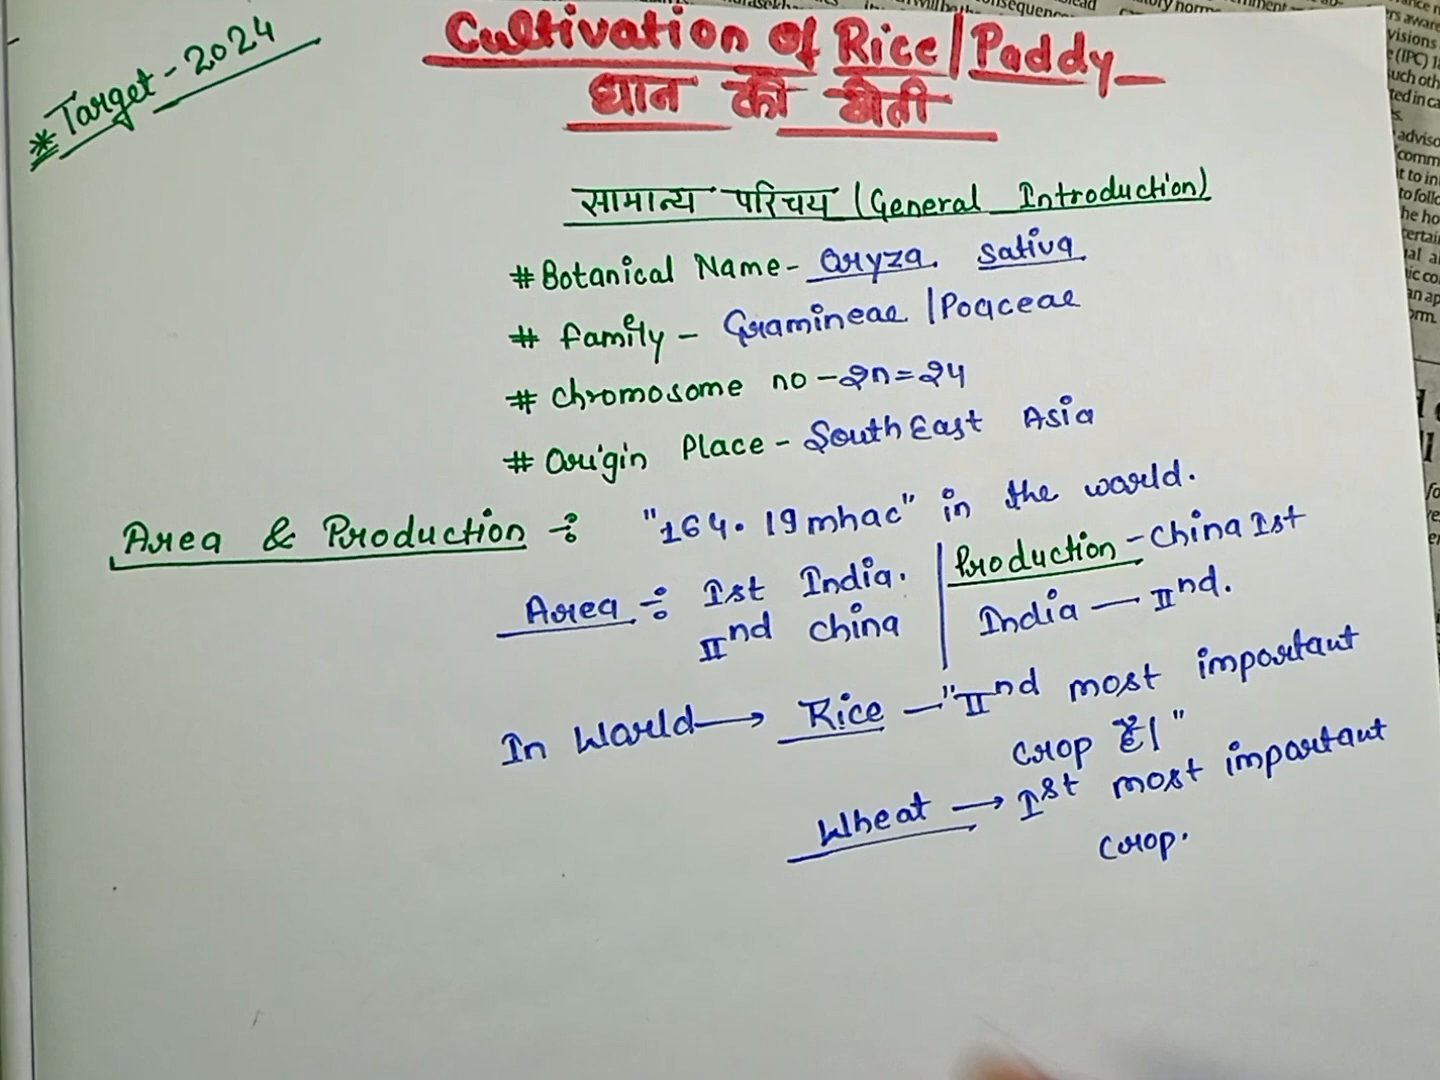 * Target - 2024
Cultivation of Rice/Paddy
धान की खेती
सामान्य परिचय (General Introduction)
# Botanical Name - Oryza. Sativa
# family - Gramineae |Poaceae
# Chromosome no - 2n=24
# Origin Place - South East Asia
Area & Production ÷ "164.19mhac" in the world.
Area ÷ Ist India.
IInd china
Production - China Ist
India — IInd.
In World → Rice — "IInd most important
Crop है।"
Wheat → Ist most important
Crop.